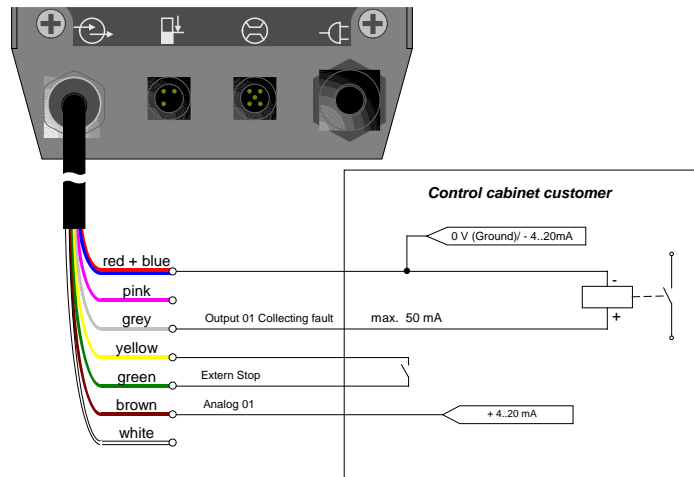 Control cabinet customer
0 V (Ground)/ - 4..20mA
red + blue
-
pink
+
grey
Output 01 Collecting fault
max. 50 mA
yellow
green
Extern Stop
brown
Analog 01
+ 4..20 mA
white